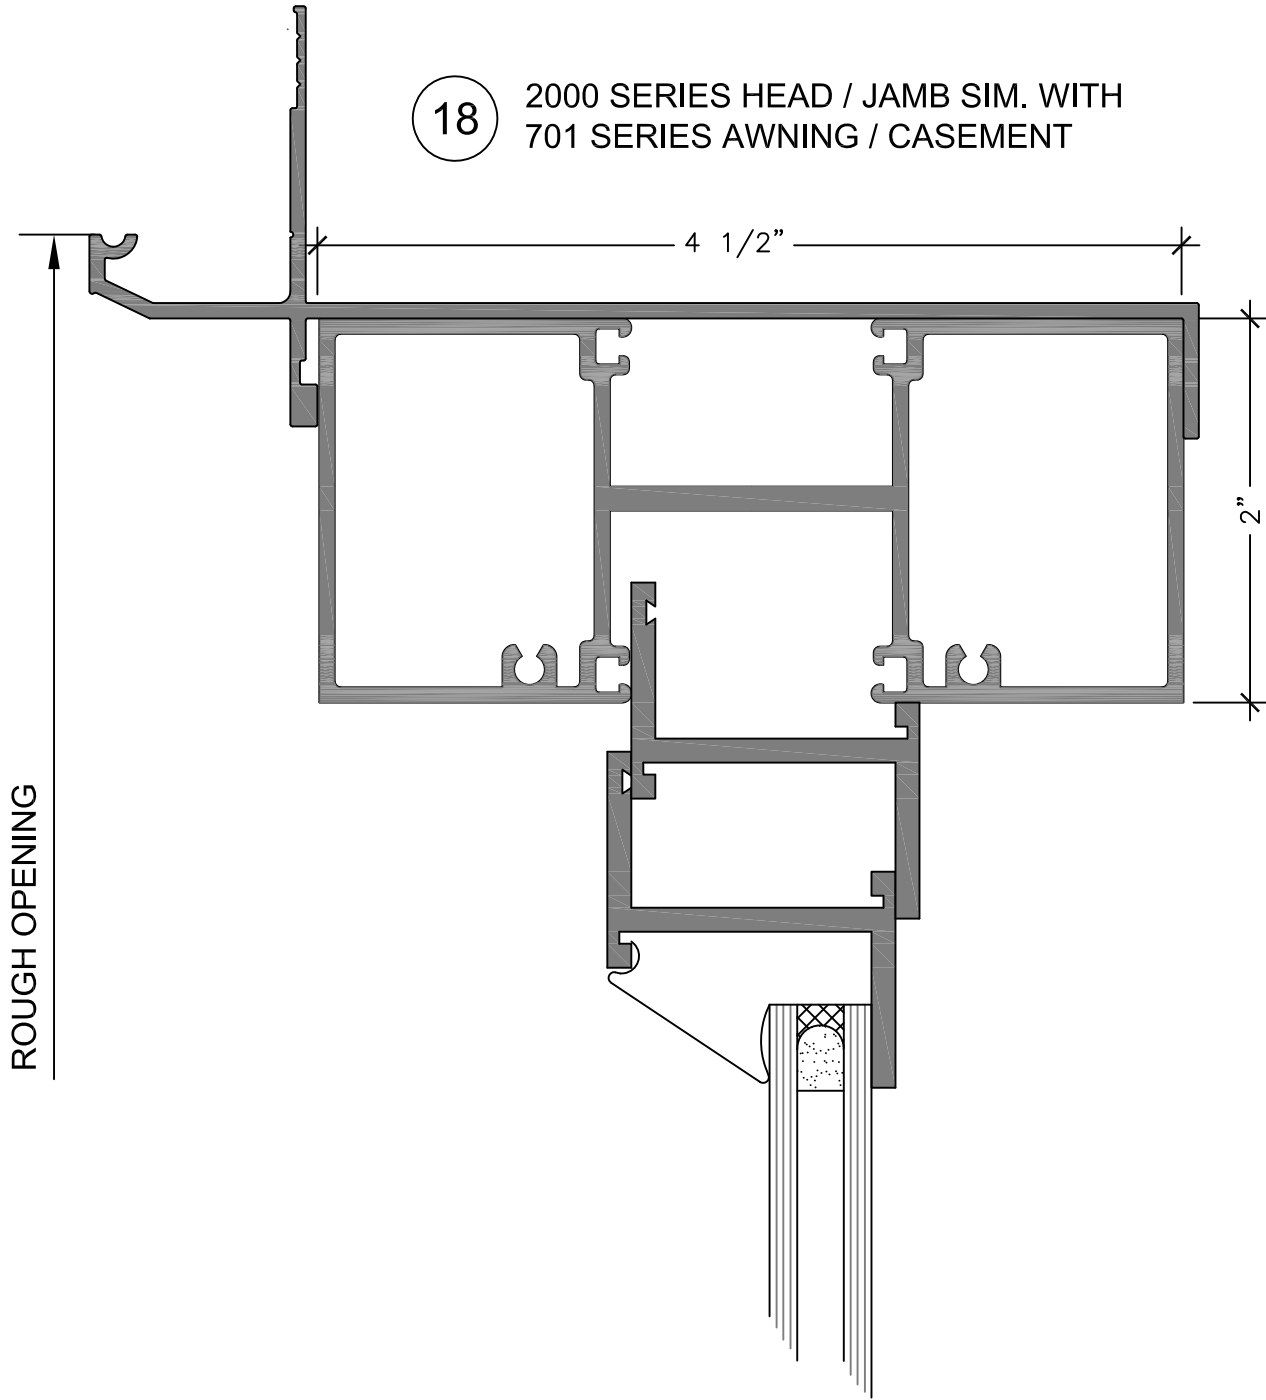 18
2000 SERIES HEAD / JAMB SIM. WITH
701 SERIES AWNING / CASEMENT
4 1/2"
2"
ROUGH OPENING